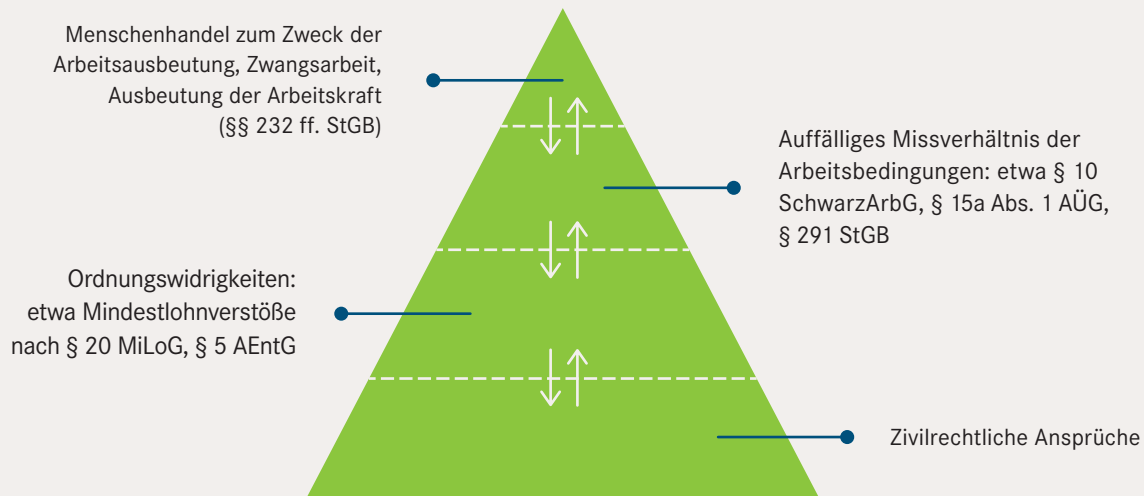 Menschenhandel zum Zweck der
Arbeitsausbeutung, Zwangsarbeit,
Ausbeutung der Arbeitskraft
(§§ 232 ff. StGB)
Auffälliges Missverhältnis der
Arbeitsbedingungen: etwa § 10
SchwarzArbG, § 15a Abs. 1 AÜG,
§ 291 StGB
Ordnungswidrigkeiten:
etwa Mindestlohnverstöße
nach § 20 MiLoG, § 5 AEntG
Zivilrechtliche Ansprüche